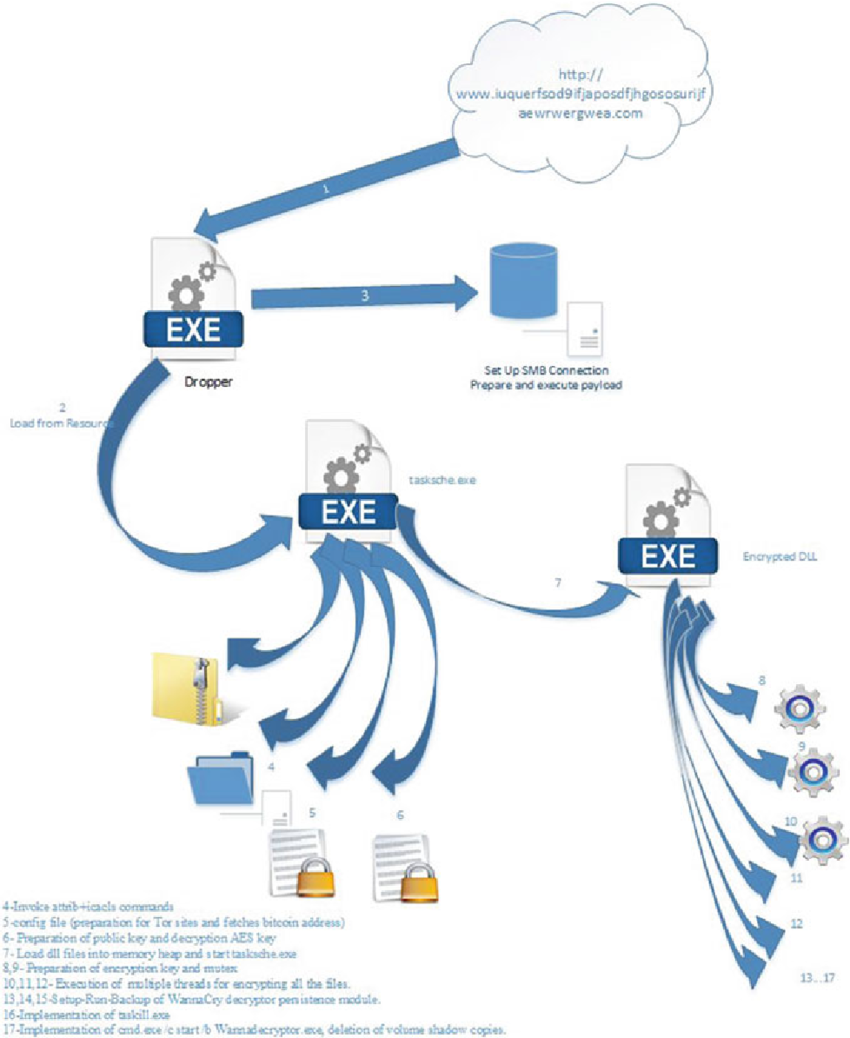 http://
www.iuquerfsod9ifjaposdfjhgososurijf
aewrwergwea.com
1
EXE
3
Dropper
Set Up SMB Connection
Prepare and execute payload
2
Load from Resource
EXE
tasksche.exe
EXE
Encrypted DLL
7
8
9
4
5
6
10
11
12
13...17
4-Invoke attrib+icacls commands
5-config file (preparation for Tor sites and fetches bitcoin address)
6- Preparation of public key and decryption AES key
7- Load dll files into memory heap and start tasksche.exe
8,9- Preparation of encryption key and mutex
10,11,12- Execution of multiple threads for encrypting all the files.
13,14,15-Setup-Run-Backup of WannaCry decryptor persistence module.
16-Implementation of taskill.exe
17-Implementation of cmd.exe /c start /b Wannadecryptor.exe, deletion of volume shadow copies.